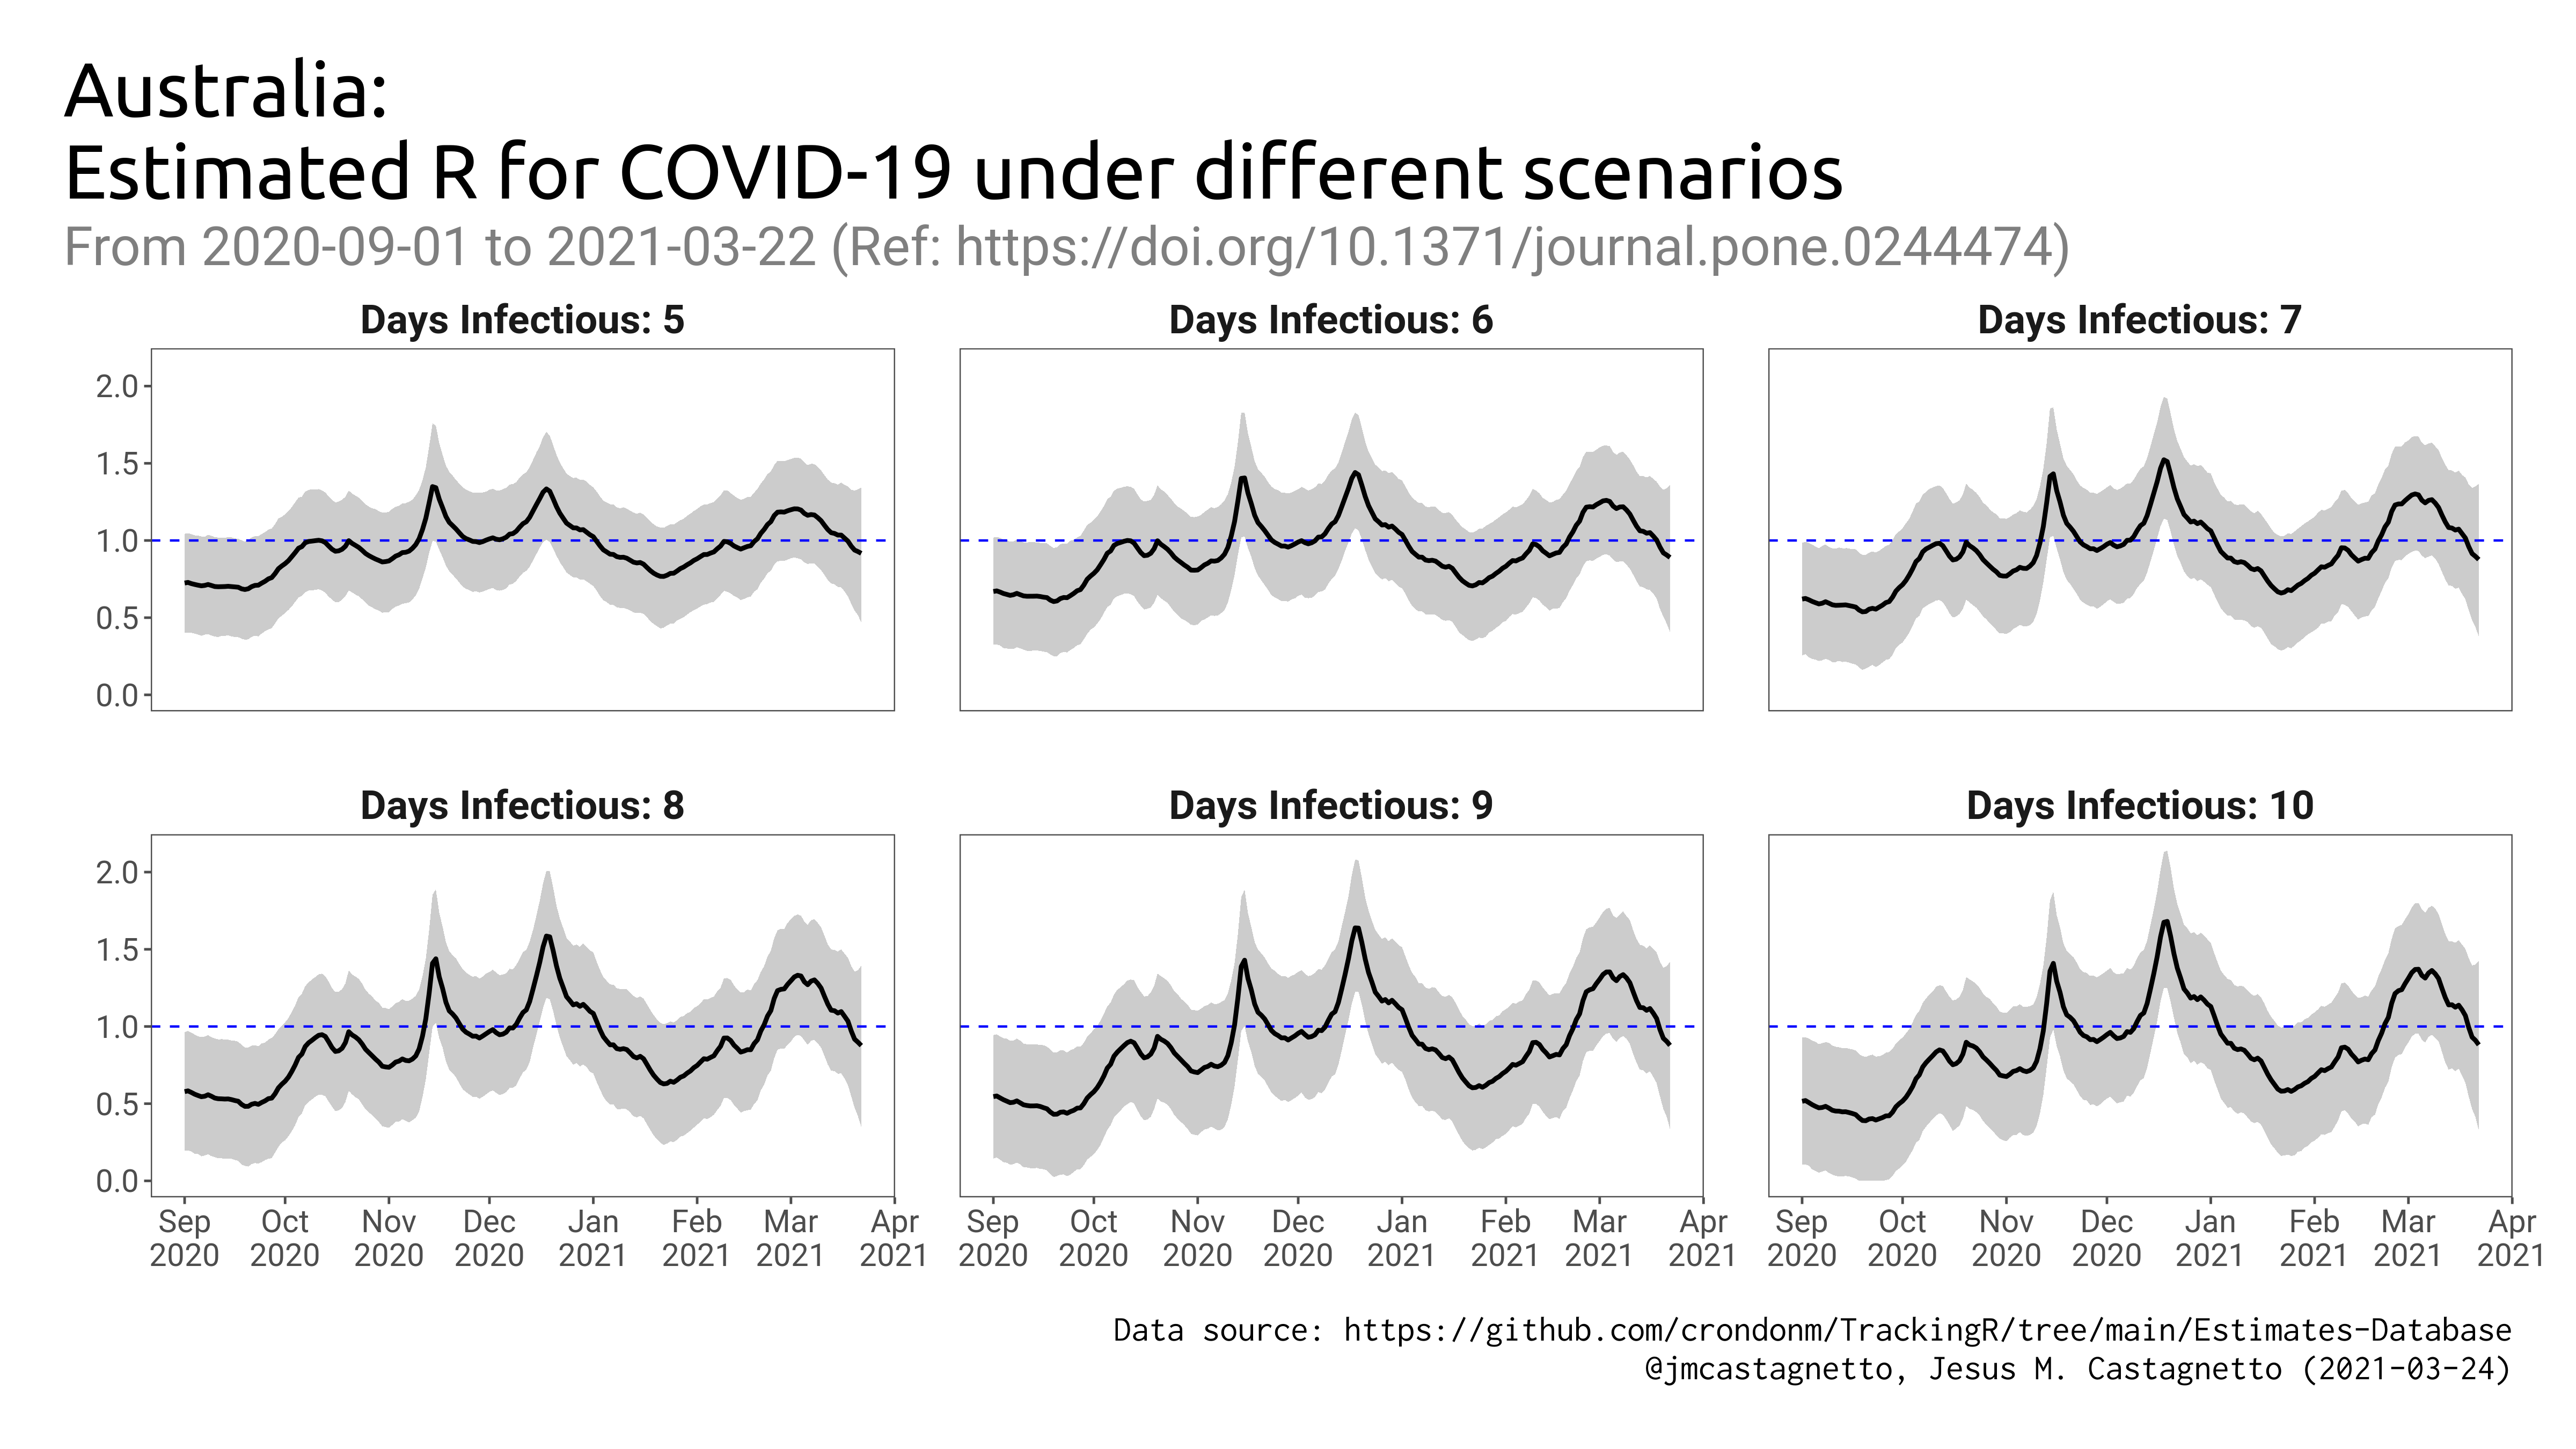 Australia:
Estimated R for COVID-19 under different scenarios
From 2020-09-01 to 2021-03-22 (Ref: https://doi.org/10.1371/journal.pone.0244474)
Days Infectious: 5
Days Infectious: 6
Days Infectious: 7
2.0
1.5
1.0
0.5
0.0
Days Infectious: 8
Days Infectious: 9
Days Infectious: 10
2.0
1.5
1.0
0.5
0.0
Sep Oct Nov Dec Jan Feb Mar Apr
2020 2020 2020 2020 2021 2021 2021 2021
Sep Oct Nov Dec Jan Feb Mar Apr
2020 2020 2020 2020 2021 2021 2021 2021
Sep Oct Nov Dec Jan Feb Mar Apr
2020 2020 2020 2020 2021 2021 2021 2021
Data source: https://github.com/crondonm/TrackingR/tree/main/Estimates-Database
@jmcastagnetto, Jesus M. Castagnetto (2021-03-24)